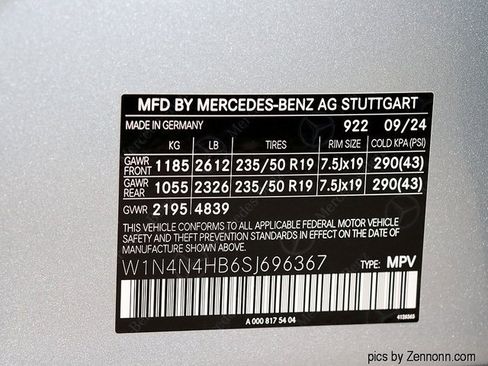 MFD BY MERCEDES-BENZ AG STUTTGART
MADE IN GERMANY 922 09/24
KG LB TIRES RIM SIZE COLD KPA (PSI)
GAWR FRONT 1185 2612 235/50 R19 7.5Jx19 290(43)
GAWR REAR 1055 2326 235/50 R19 7.5Jx19 290(43)
GVWR 2195 4839
THIS VEHICLE CONFORMS TO ALL APPLICABLE FEDERAL MOTOR VEHICLE
SAFETY, BUMPER, AND THEFT PREVENTION STANDARDS IN EFFECT
ON THE DATE OF MANUFACTURE SHOWN ABOVE.
W1N4N4HB6SJ696367 TYPE: MPV
A 000 817 54 04
pics by Zennonn.com